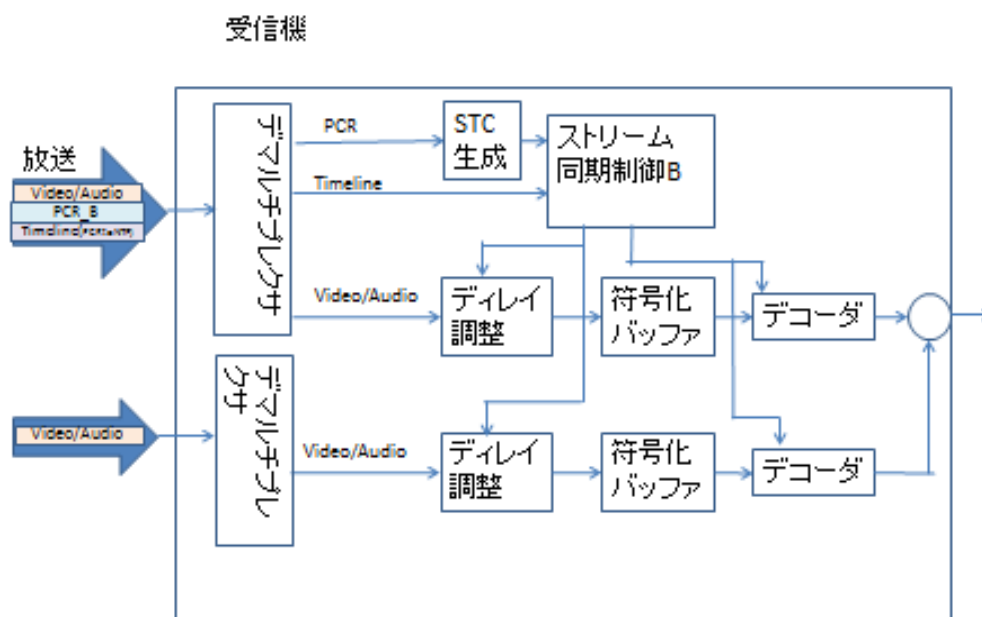 受信機
放送
Video/Audio
PCR_B
デマルチプレクサ
PCR
STC
生成
ストリーム
同期制御B
Timeline
Video/Audio
ディレイ
調整
符号化
バッファ
デコーダ
Video/Audio
デマルチプレ
クサ
Video/Audio
ディレイ
調整
符号化
バッファ
デコーダ